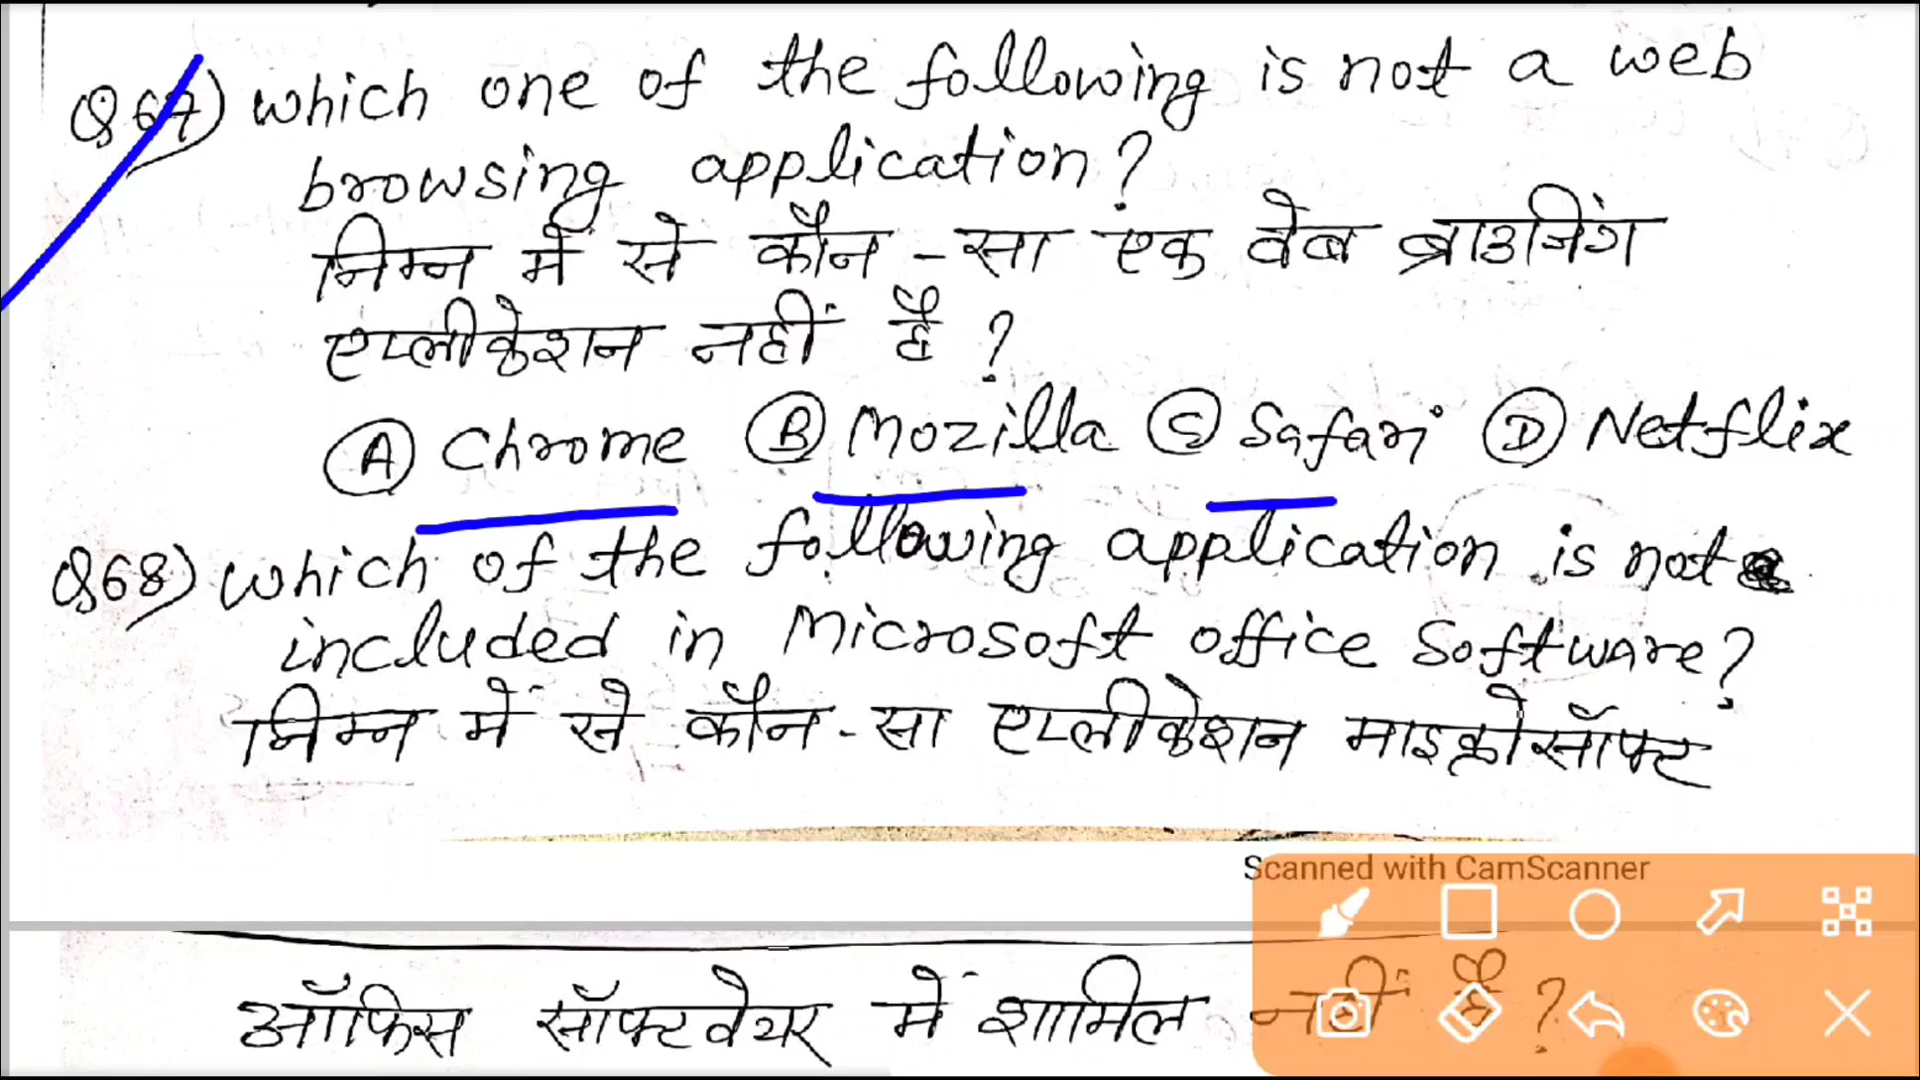 Q67) Which one of the following is not a web
browsing application?
निम्न में से कौन-सा एक वेब ब्राउजिंग
एप्लीकेशन नहीं है?
(A) Chrome (B) Mozilla (C) Safari (D) Netflix
Q68) Which of the following application is not
included in Microsoft office Software?
निम्न में से कौन-सा एप्लीकेशन माइक्रोसॉफ्ट
Scanned with CamScanner
ऑफिस सॉफ्टवेयर में शामिल नहीं है?